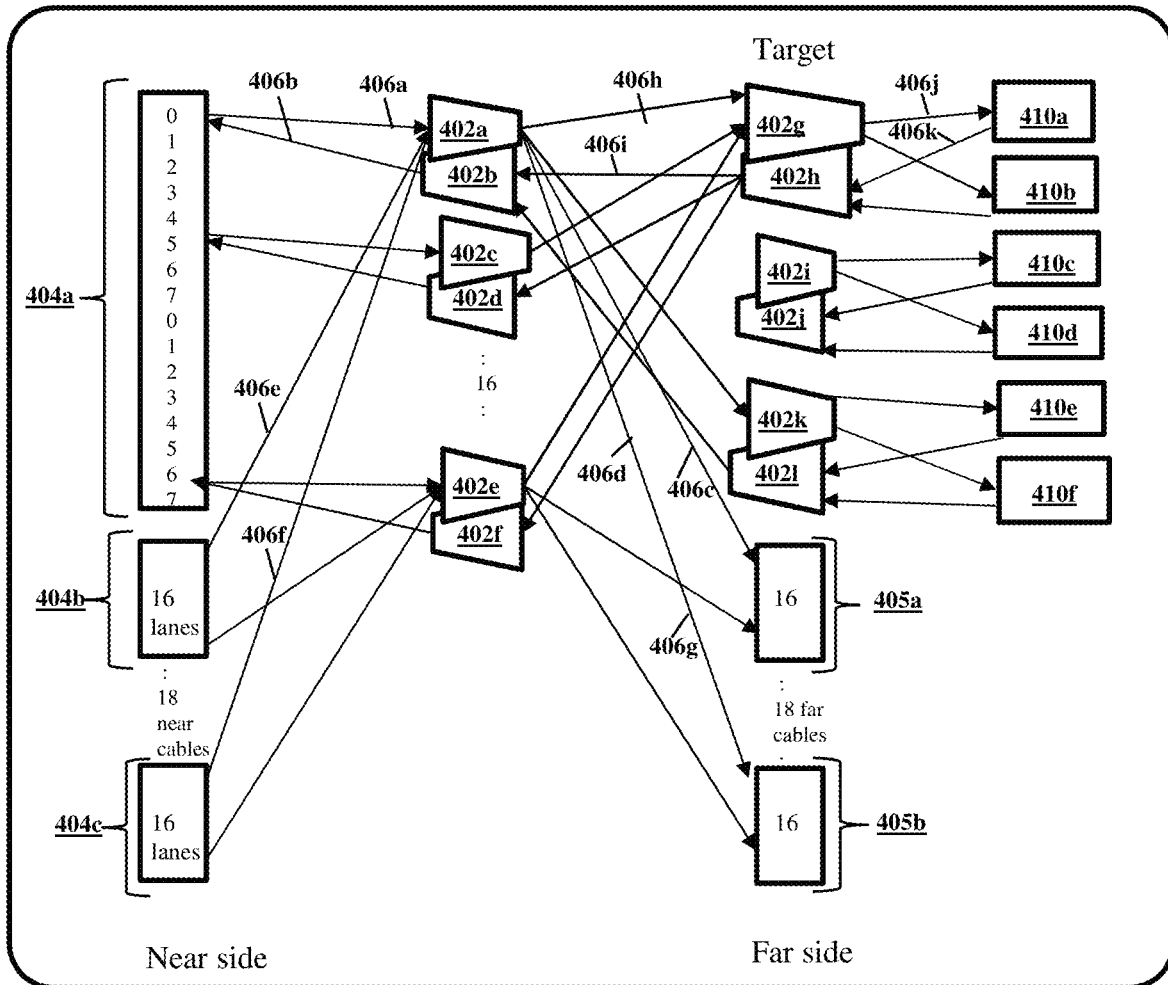 Target
406b
406a
406h
406j
0
1
2
3
4
5
6
7
0
1
2
3
4
5
6
7
404a
402a
402b
402c
402d
:
16
:
402e
402f
406i
402g
402h
406k
410a
410b
402i
402j
410c
410d
402k
402l
410e
410f
406e
406f
406d
406c
406g
404b
16
lanes
:
18
near
cables
404c
16
lanes
16
405a
:
18 far
cables
:
16
405b
Near side
Far side